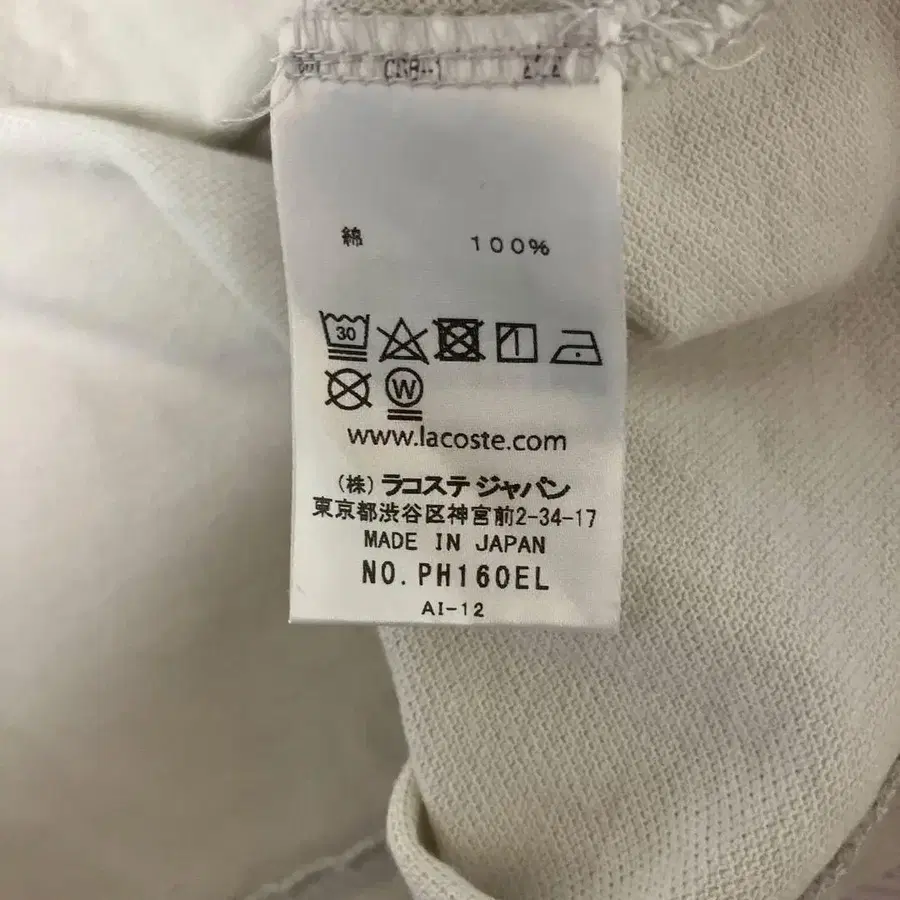 綿 100%
30
W
www.lacoste.com
(株) ラコステ ジャパン
東京都渋谷区神宮前2-34-17
MADE IN JAPAN
NO. PH160EL
AI-12